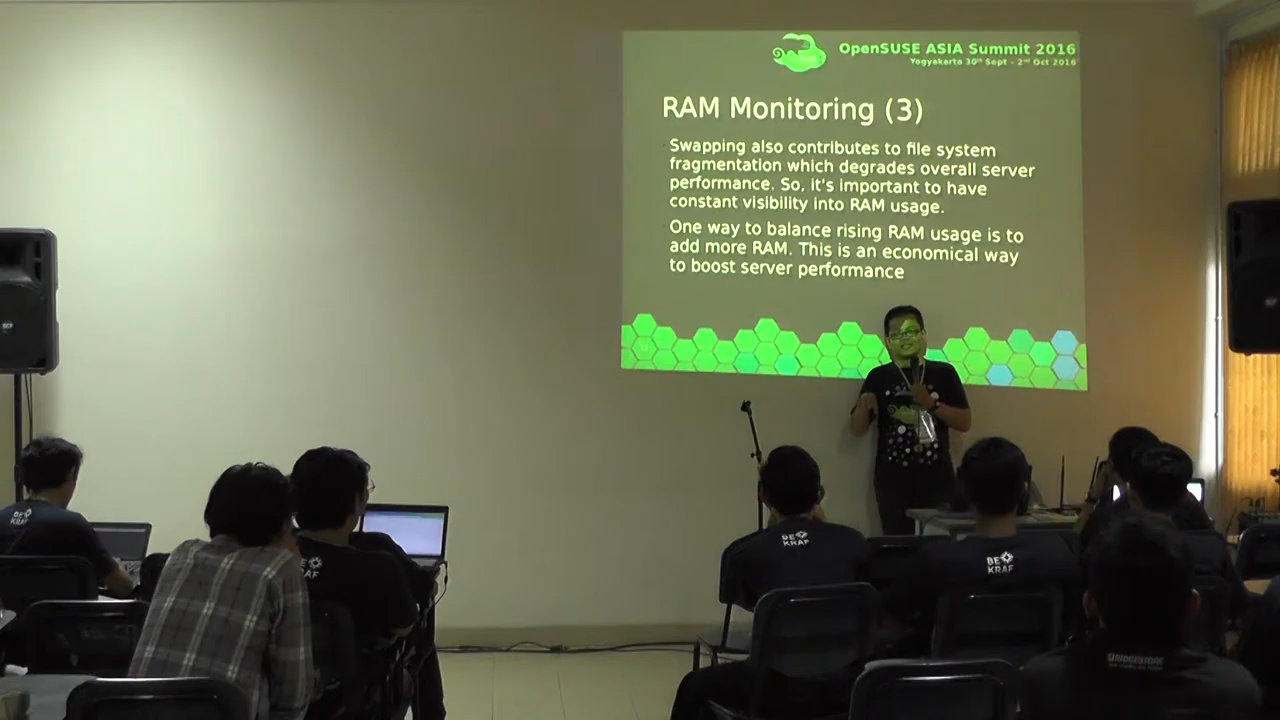 OpenSUSE ASIA Summit 2016
Yogyakarta 30th Sept - 2nd Oct 2016
RAM Monitoring (3)
Swapping also contributes to file system
fragmentation which degrades overall server
performance. So, it's important to have
constant visibility into RAM usage.
One way to balance rising RAM usage is to
add more RAM. This is an economical way
to boost server performance
11
BE
KRAF
BE
KRAF
BE
KRAF
BE
KRAF